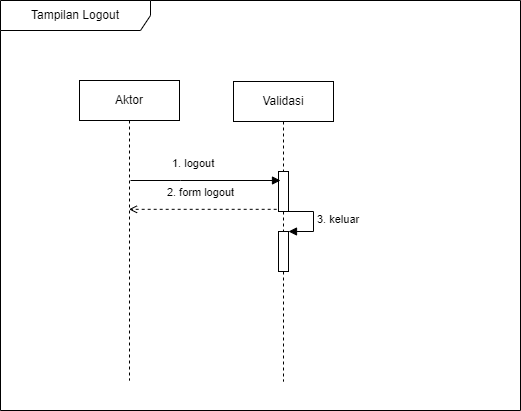 Tampilan Logout
Aktor
Validasi
1. logout
2. form logout
3. keluar